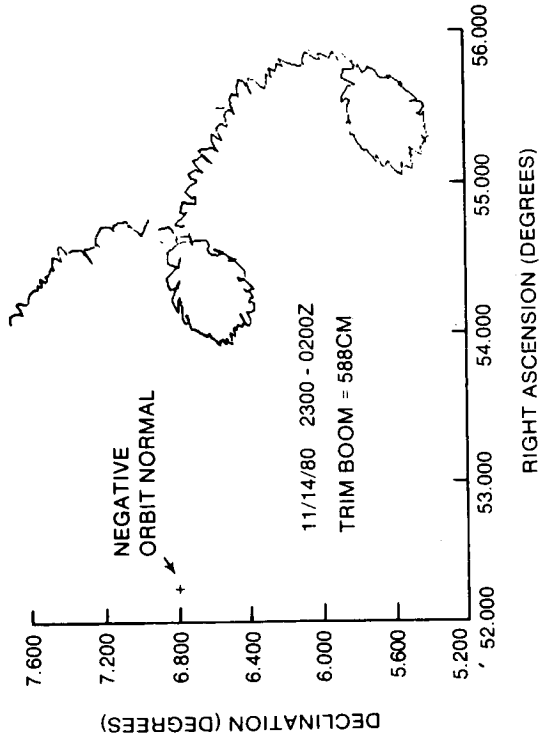 NEGATIVE
ORBIT NORMAL
11/14/80 2300 - 0200Z
TRIM BOOM = 588CM
DECLINATION (DEGREES)
7.600
7.200
6.800
6.400
6.000
5.600
5.200
52.000
53.000
54.000
55.000
56.000
RIGHT ASCENSION (DEGREES)